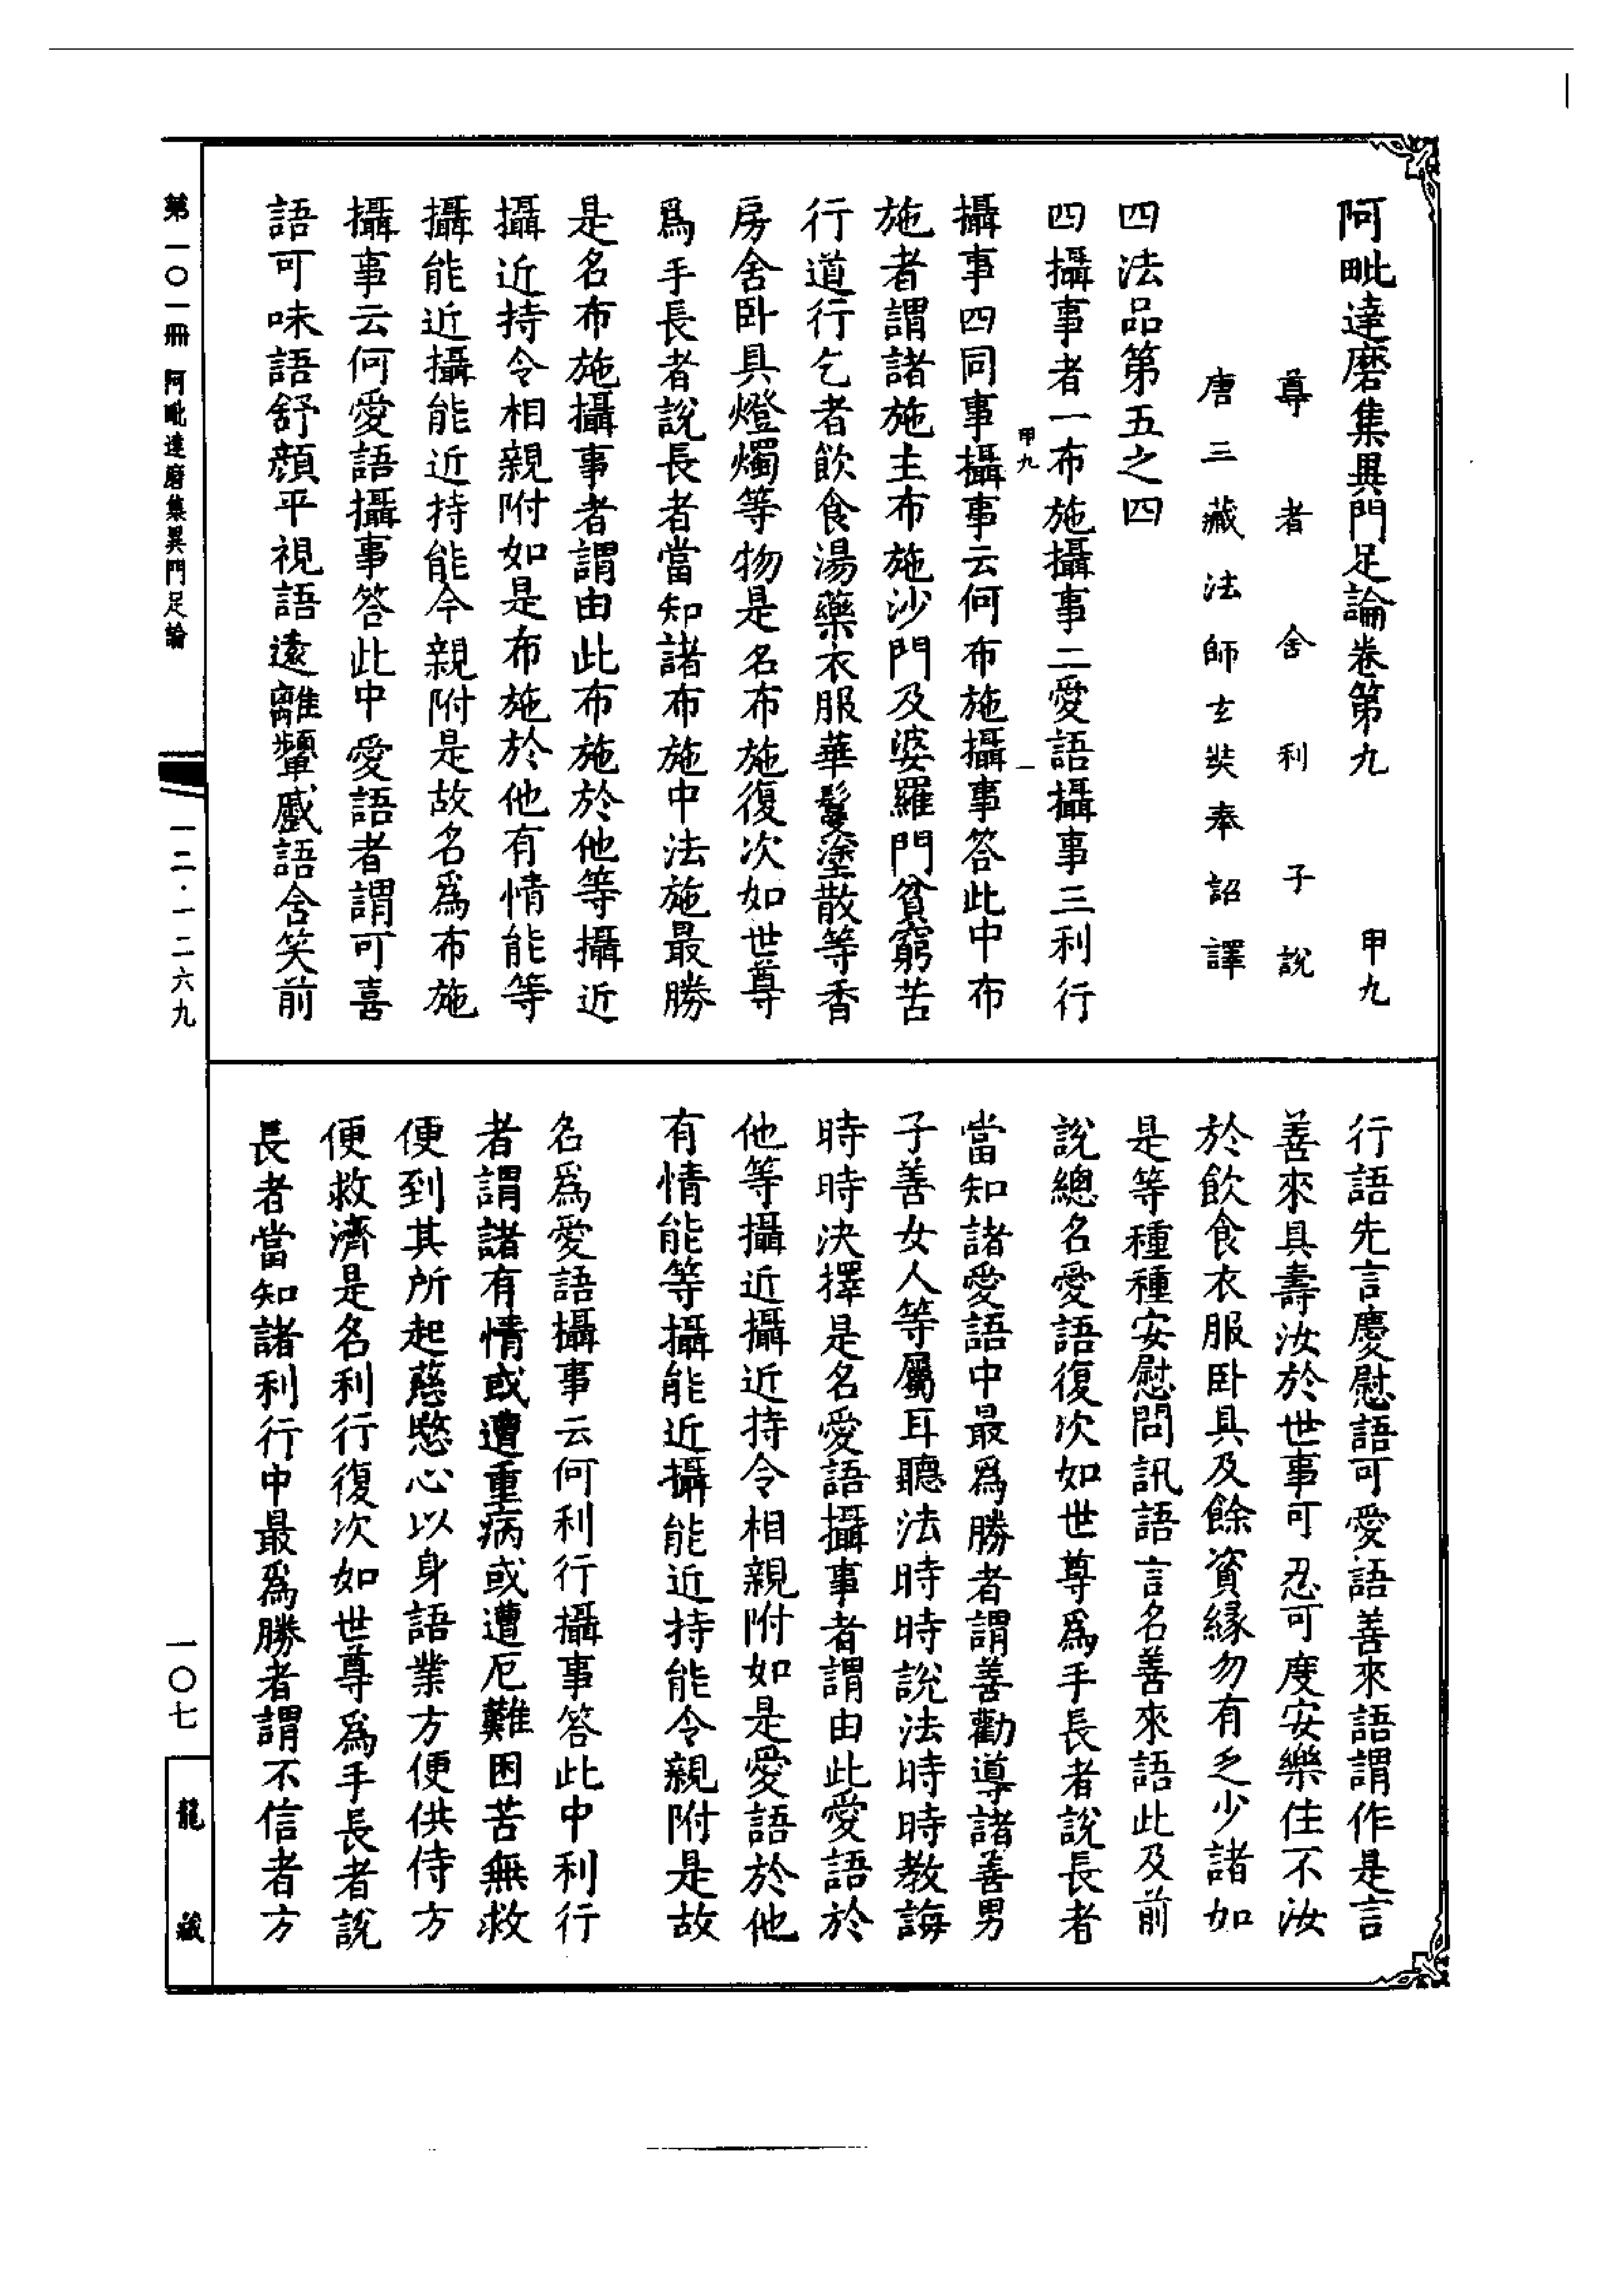 阿毗達磨集異門足論卷第九　甲九
尊者舍利子說
唐三藏法師玄奘奉詔譯
四法品第五之四
四攝事者一布施攝事二愛語攝事三利行
甲九　一
攝事四同事攝事云何布施攝事答此中布
施者謂諸施主布施沙門及婆羅門貧窮苦
行道行乞者飲食湯藥衣服華鬘塗散等香
房舍臥具燈燭等物是名布施復次如世尊
為手長者說長者當知諸布施中法施最勝
是名布施攝事者謂由此布施於他等攝近
攝近持令相親附如是布施於他有情能等
攝能近攝能近持能令親附是故名為布施
攝事云何愛語攝事答此中愛語者謂可喜
語可味語舒顏平視語遠離顰蹙語含笑前
行語先言慶慰語可愛語善來語謂作是言
善來具壽汝於世事可忍可度安樂住不汝
於飲食衣服臥具及餘資緣勿有乏少諸如
是等種種安慰問訊語言名善來語此及前
說總名愛語復次如世尊為手長者說長者
當知諸愛語中最為勝者謂善勸導諸善男
子善女人等屬耳聽法時時說法時時教誨
時時決擇是名愛語攝事者謂由此愛語於
他等攝近攝近持令相親附如是愛語於他
有情能等攝能近攝能近持能令親附是故
名為愛語攝事云何利行攝事答此中利行
者謂諸有情或遭重病或遭厄難困苦無救
便到其所起慈愍心以身語業方便供侍方
便救濟是名利行復次如世尊為手長者說
長者當知諸利行中最為勝者謂不信者方
第一〇一冊　阿毗達磨集異門足論
一二·一二六九
一〇七
龍藏